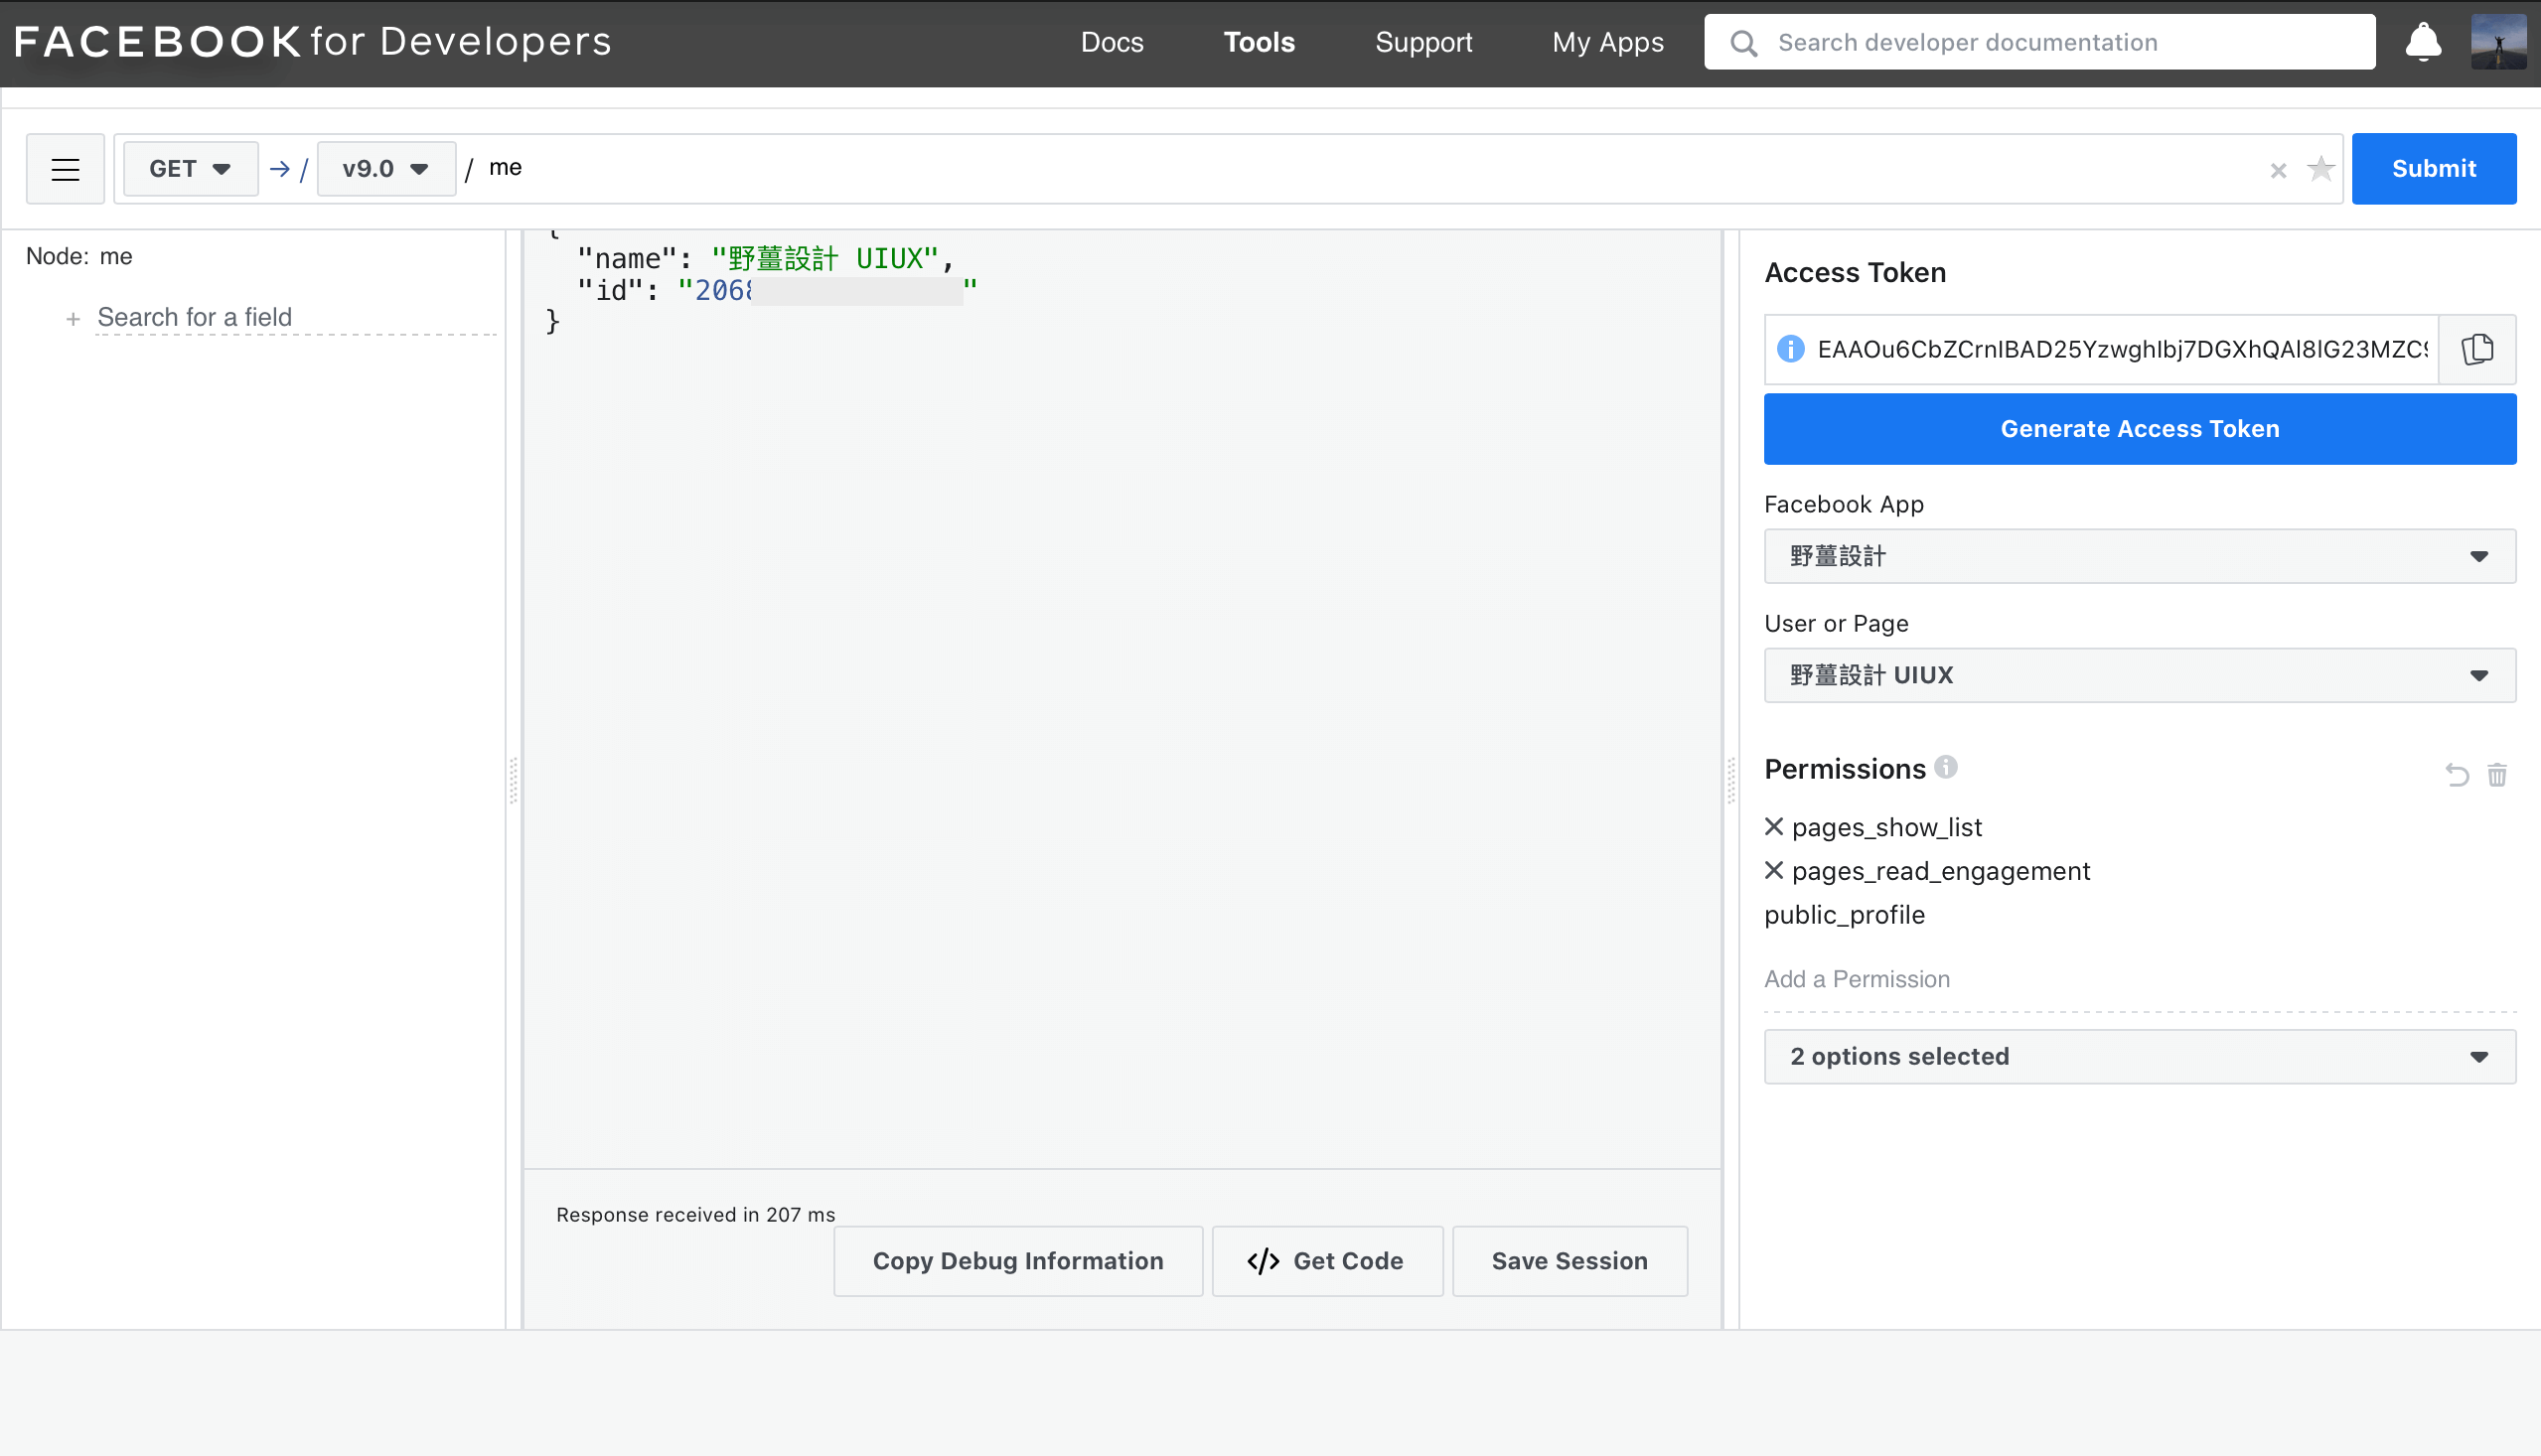 FACEBOOK for Developers
Docs
Tools
Support
My Apps
Search developer documentation
GET
→ /
v9.0
/ me
Submit
Node: me
+ Search for a field
{
"name": "野薑設計 UIUX",
"id": "206 "
}
Response received in 207 ms
Copy Debug Information
</> Get Code
Save Session
Access Token
EAAOu6CbZCrnIBAD25YzwghIbj7DGXhQAl8lG23MZC
Generate Access Token
Facebook App
野薑設計
User or Page
野薑設計 UIUX
Permissions
pages_show_list
pages_read_engagement
public_profile
Add a Permission
2 options selected